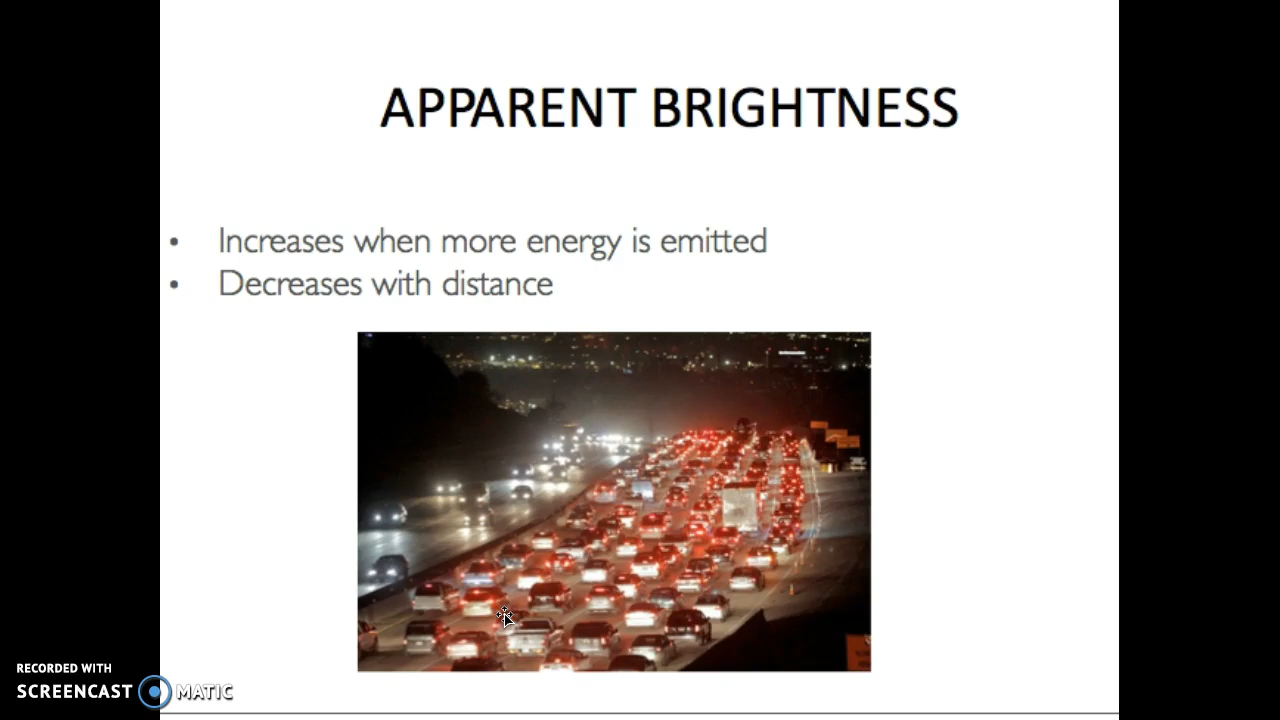 APPARENT BRIGHTNESS
• Increases when more energy is emitted
• Decreases with distance
RECORDED WITH
SCREENCAST MATIC